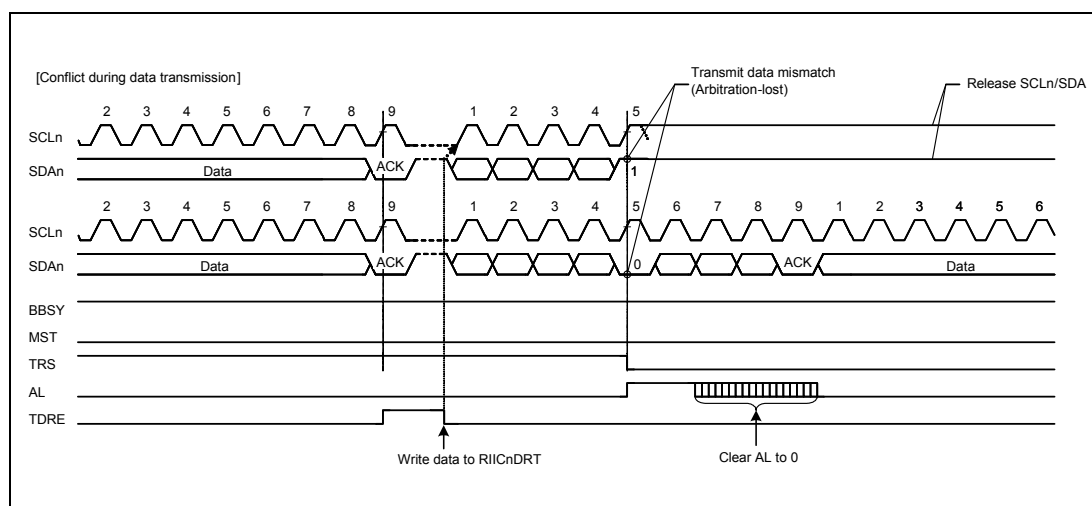 [Conflict during data transmission]
Transmit data mismatch
(Arbitration-lost)
Release SCLn/SDA
2 3 4 5 6 7 8 9 1 2 3 4 5
SCLn
SDAn Data ACK 1
2 3 4 5 6 7 8 9 1 2 3 4 5 6 7 8 9 1 2 3 4 5 6
SCLn
SDAn Data ACK 0 ACK Data
BBSY
MST
TRS
AL
TDRE
Write data to RIICnDRT
Clear AL to 0